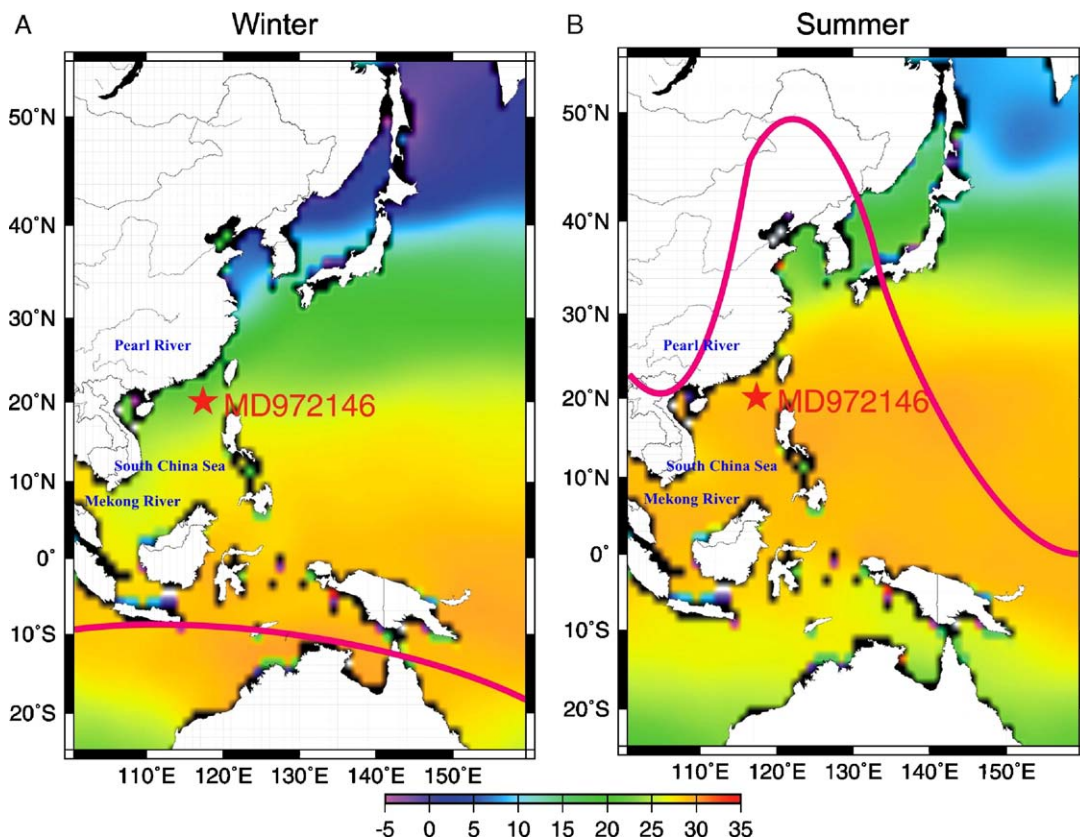 A Winter
50°N
40°N
30°N
20°N
10°N
0°
10°S
20°S
Pearl River
MD972146
South China Sea
Mekong River
110°E 120°E 130°E 140°E 150°E
B Summer
50°N
40°N
30°N
20°N
10°N
0°
10°S
20°S
Pearl River
MD972146
South China Sea
Mekong River
110°E 120°E 130°E 140°E 150°E
-5 0 5 10 15 20 25 30 35